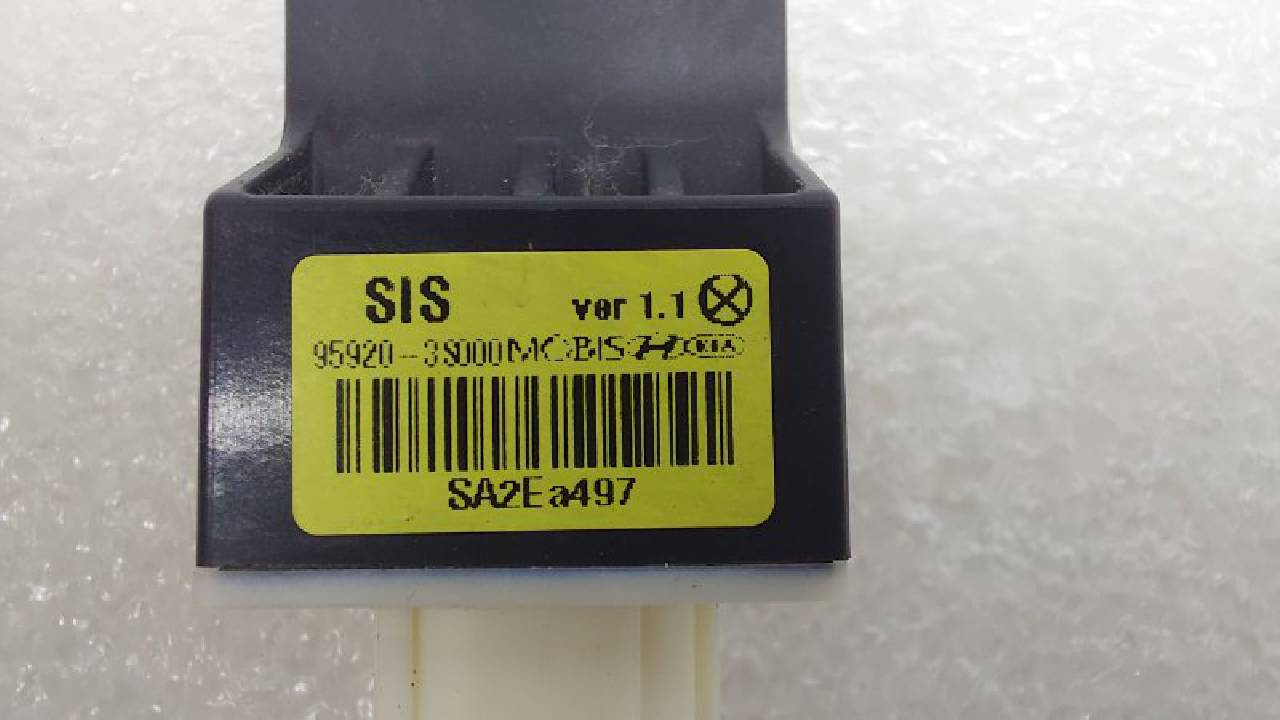 SIS ver 1.1
95920-3S000 MOBIS KIA
SA2Ea497